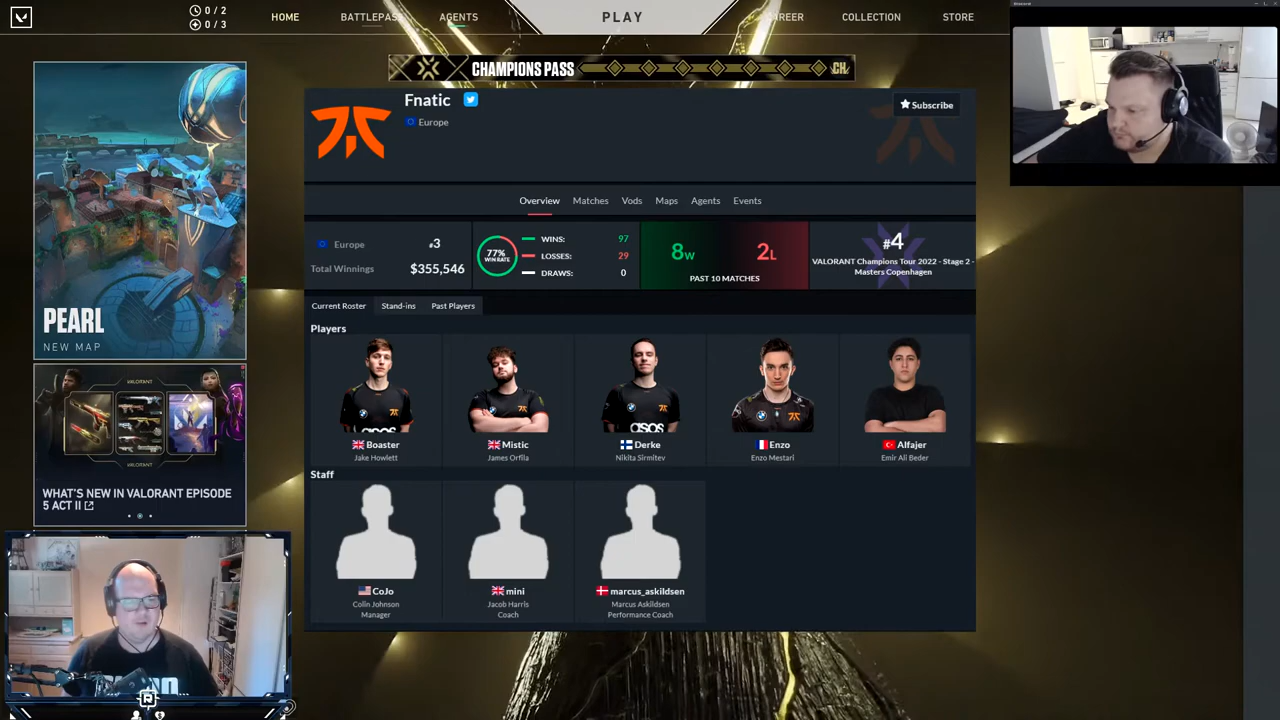 0 / 2
0 / 3
HOME
BATTLEPASS
AGENTS
PLAY
CAREER
COLLECTION
STORE
CHAMPIONS PASS
CH
PEARL
NEW MAP
VALORANT
WHAT'S NEW IN VALORANT EPISODE
5 ACT II
Fnatic
Europe
Subscribe
Overview
Matches
Vods
Maps
Agents
Events
Europe
#3
Total Winnings
$355,546
77%
WIN RATE
WINS: 97
LOSSES: 29
DRAWS: 0
8W
2L
PAST 10 MATCHES
#4
VALORANT Champions Tour 2022 - Stage 2 -
Masters Copenhagen
Current Roster
Stand-ins
Past Players
Players
Boaster
Jake Howlett
Mistic
James Orfila
Derke
Nikita Sirmitev
Enzo
Enzo Mestari
Alfajer
Emir Ali Beder
asos
Staff
CoJo
Colin Johnson
Manager
mini
Jacob Harris
Coach
marcus_askildsen
Marcus Askildsen
Performance Coach